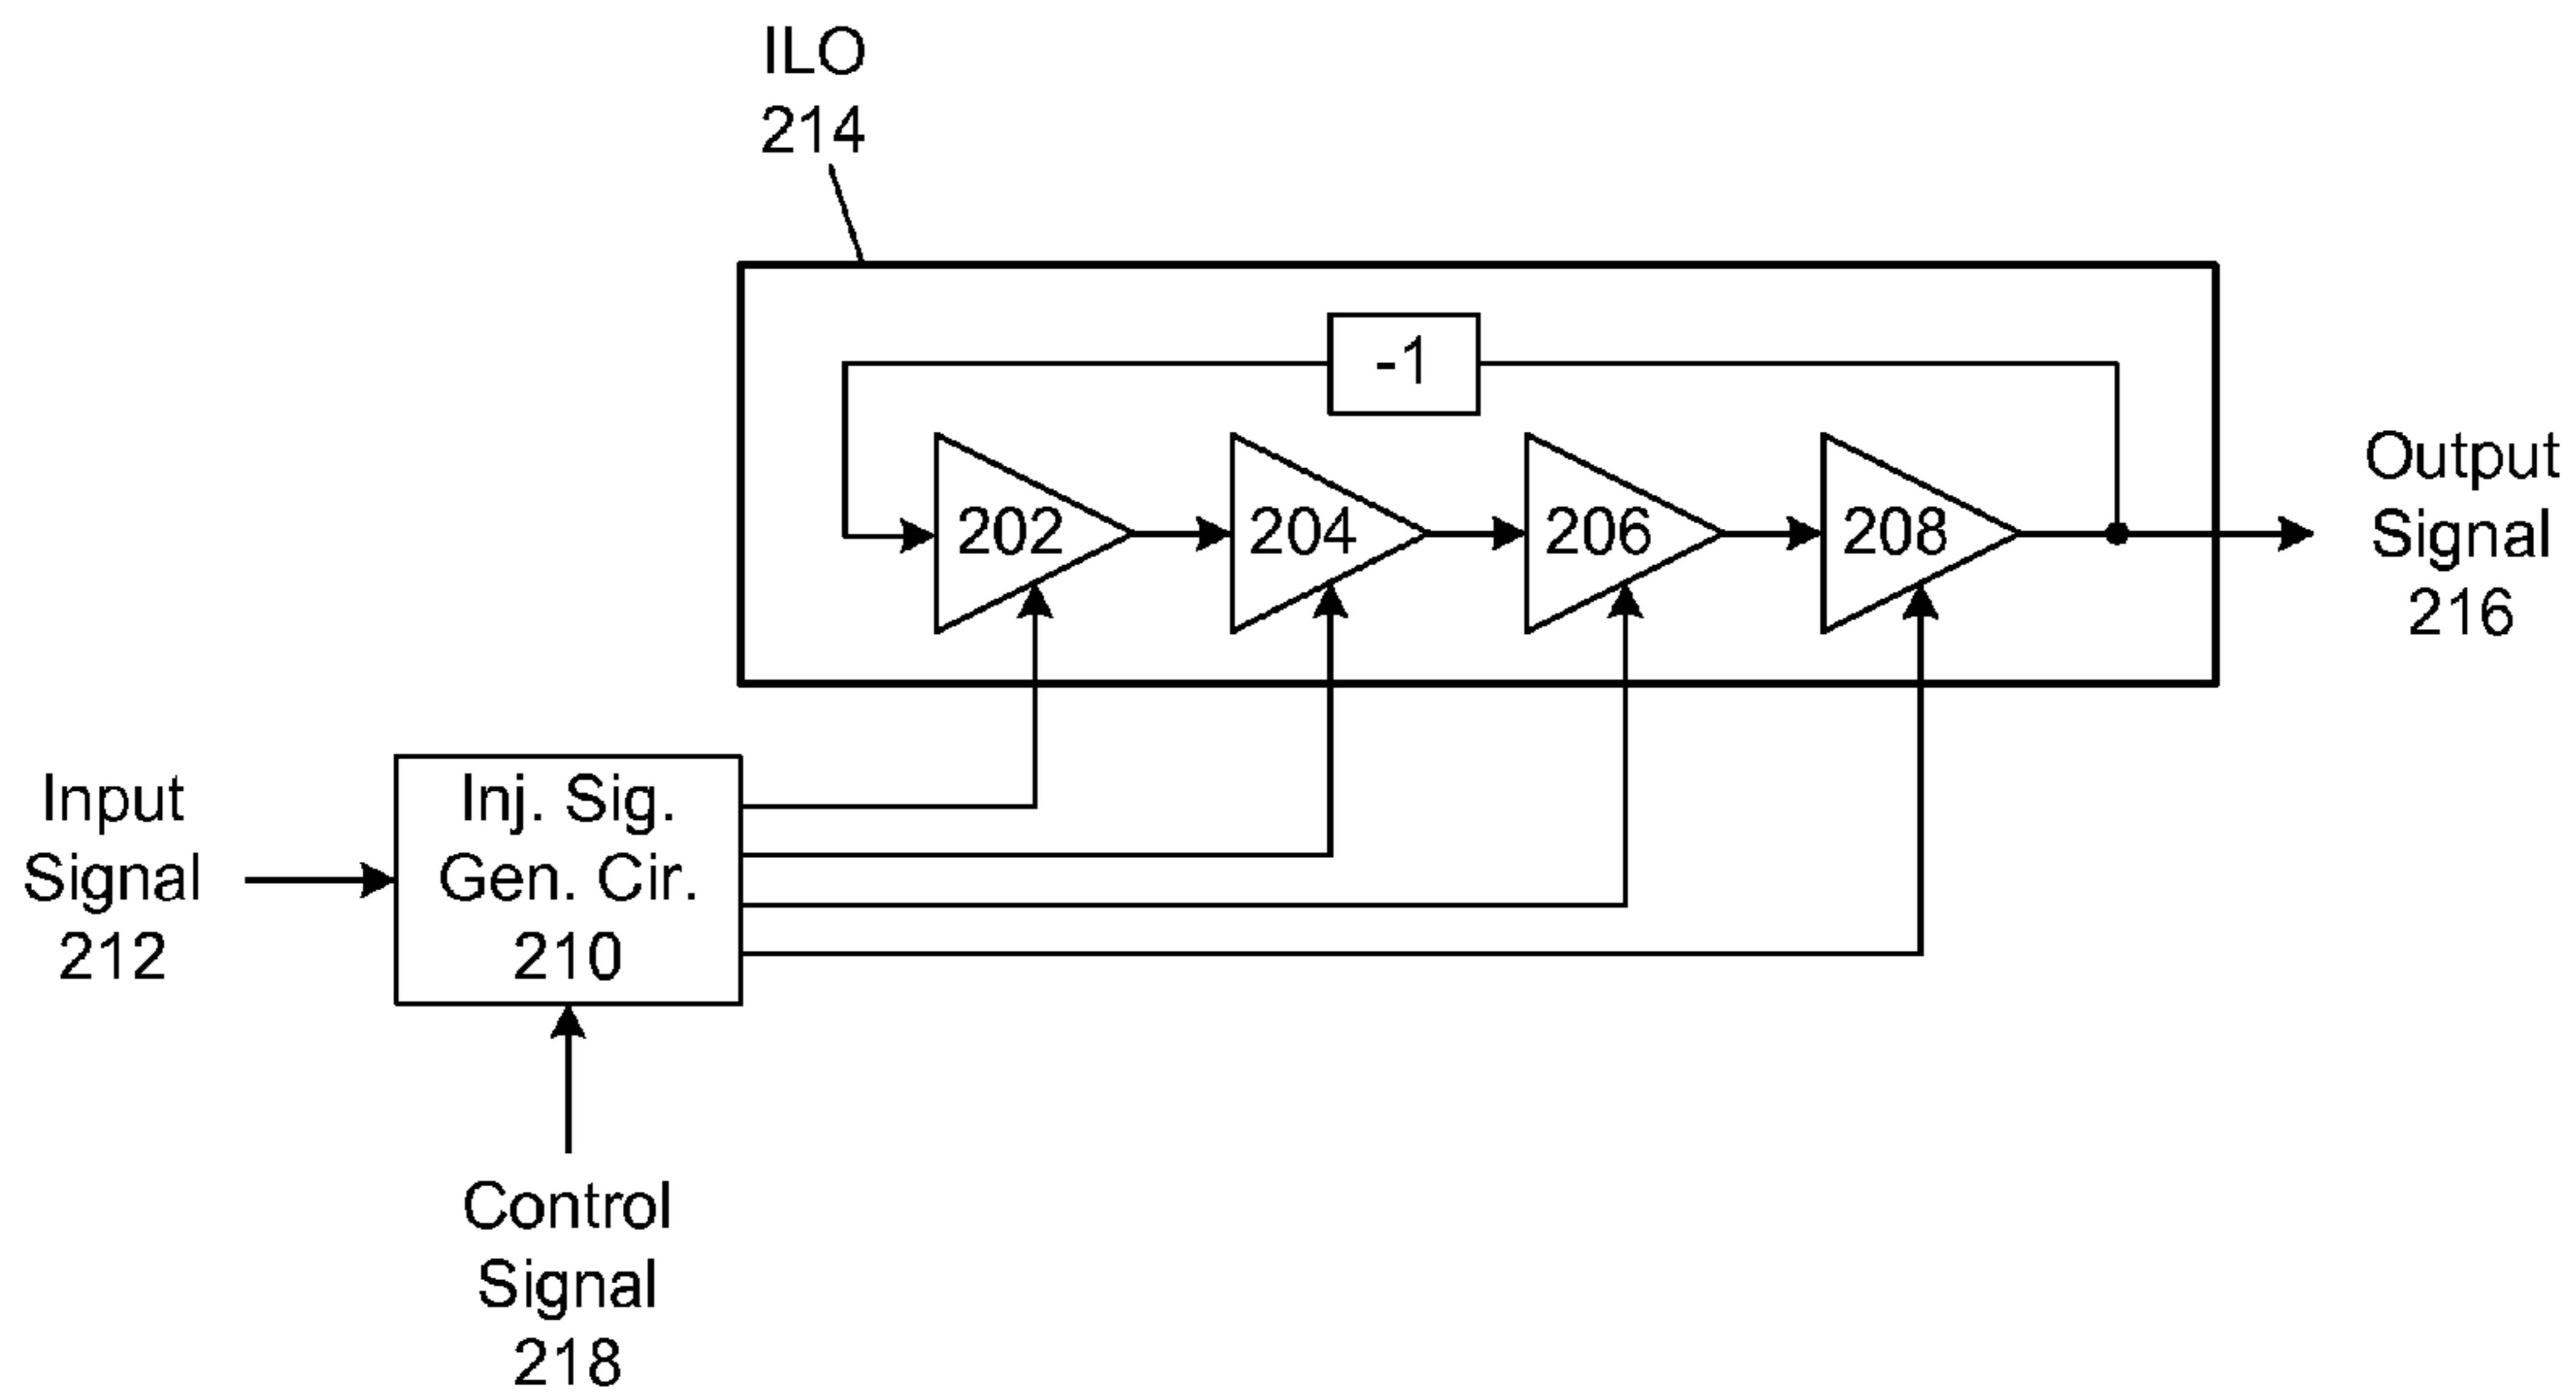 ILO
214
-1
202
204
206
208
Output
Signal
216
Input
Signal
212
Inj. Sig.
Gen. Cir.
210
Control
Signal
218